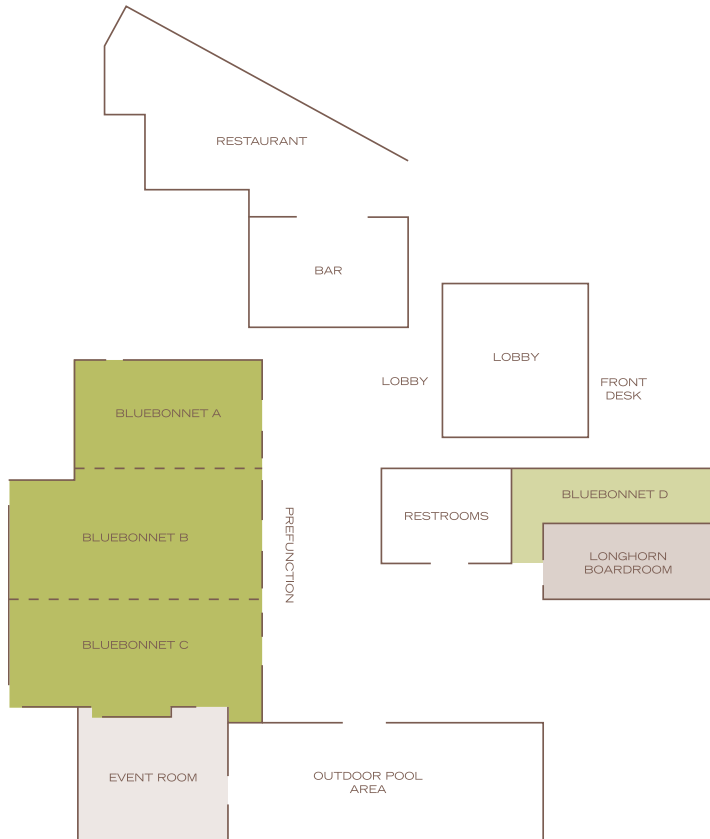 RESTAURANT
BAR
LOBBY
LOBBY
FRONT
DESK
BLUEBONNET A
BLUEBONNET D
RESTROOMS
BLUEBONNET B
PREFUNCTION
LONGHORN
BOARDROOM
BLUEBONNET C
EVENT ROOM
OUTDOOR POOL
AREA